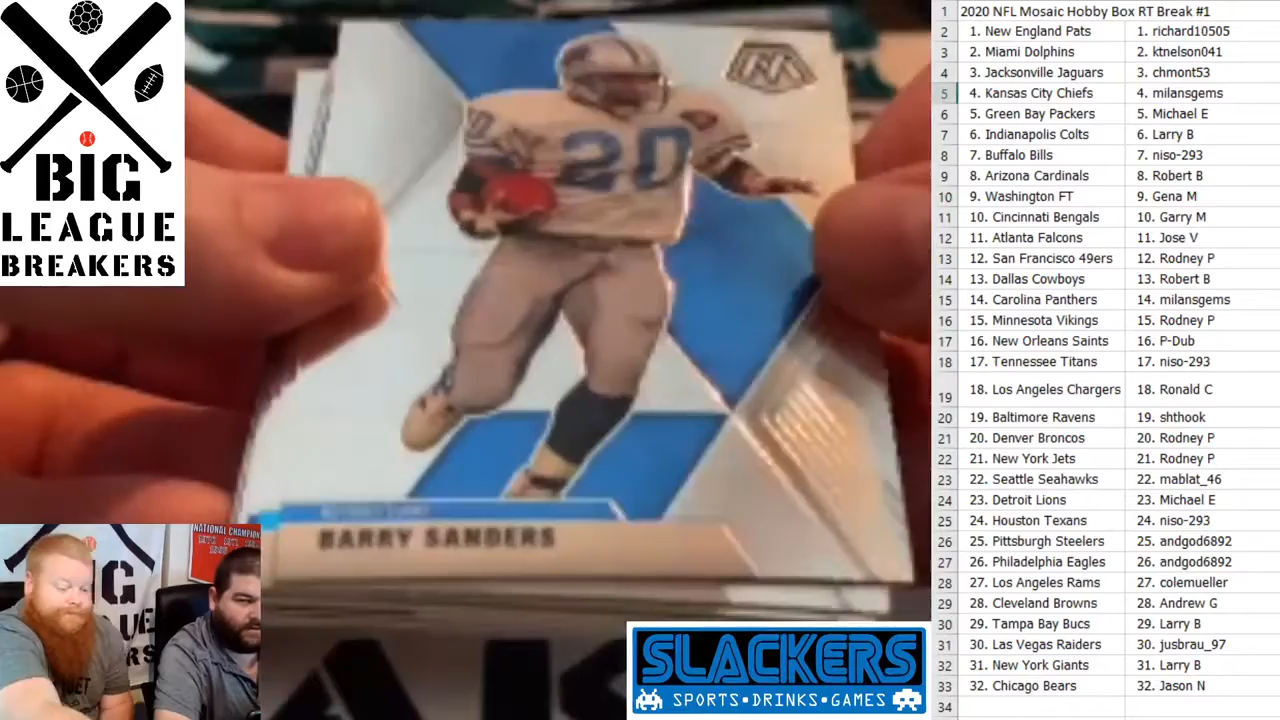 BIG
LEAGUE
BREAKERS
20
BARRY SANDERS
NATIONAL CHAMPION
SLACKERS
SPORTS•DRINKS•GAMES
1 2020 NFL Mosaic Hobby Box RT Break #1
2 1. New England Pats 1. richard10505
3 2. Miami Dolphins 2. ktnelson041
4 3. Jacksonville Jaguars 3. chmont53
5 4. Kansas City Chiefs 4. milansgems
6 5. Green Bay Packers 5. Michael E
7 6. Indianapolis Colts 6. Larry B
8 7. Buffalo Bills 7. niso-293
9 8. Arizona Cardinals 8. Robert B
10 9. Washington FT 9. Gena M
11 10. Cincinnati Bengals 10. Garry M
12 11. Atlanta Falcons 11. Jose V
13 12. San Francisco 49ers 12. Rodney P
14 13. Dallas Cowboys 13. Robert B
15 14. Carolina Panthers 14. milansgems
16 15. Minnesota Vikings 15. Rodney P
17 16. New Orleans Saints 16. P-Dub
18 17. Tennessee Titans 17. niso-293
19 18. Los Angeles Chargers 18. Ronald C
20 19. Baltimore Ravens 19. shthook
21 20. Denver Broncos 20. Rodney P
22 21. New York Jets 21. Rodney P
23 22. Seattle Seahawks 22. mablat_46
24 23. Detroit Lions 23. Michael E
25 24. Houston Texans 24. niso-293
26 25. Pittsburgh Steelers 25. andgod6892
27 26. Philadelphia Eagles 26. andgod6892
28 27. Los Angeles Rams 27. colemueller
29 28. Cleveland Browns 28. Andrew G
30 29. Tampa Bay Bucs 29. Larry B
31 30. Las Vegas Raiders 30. jusbrau_97
32 31. New York Giants 31. Larry B
33 32. Chicago Bears 32. Jason N
34